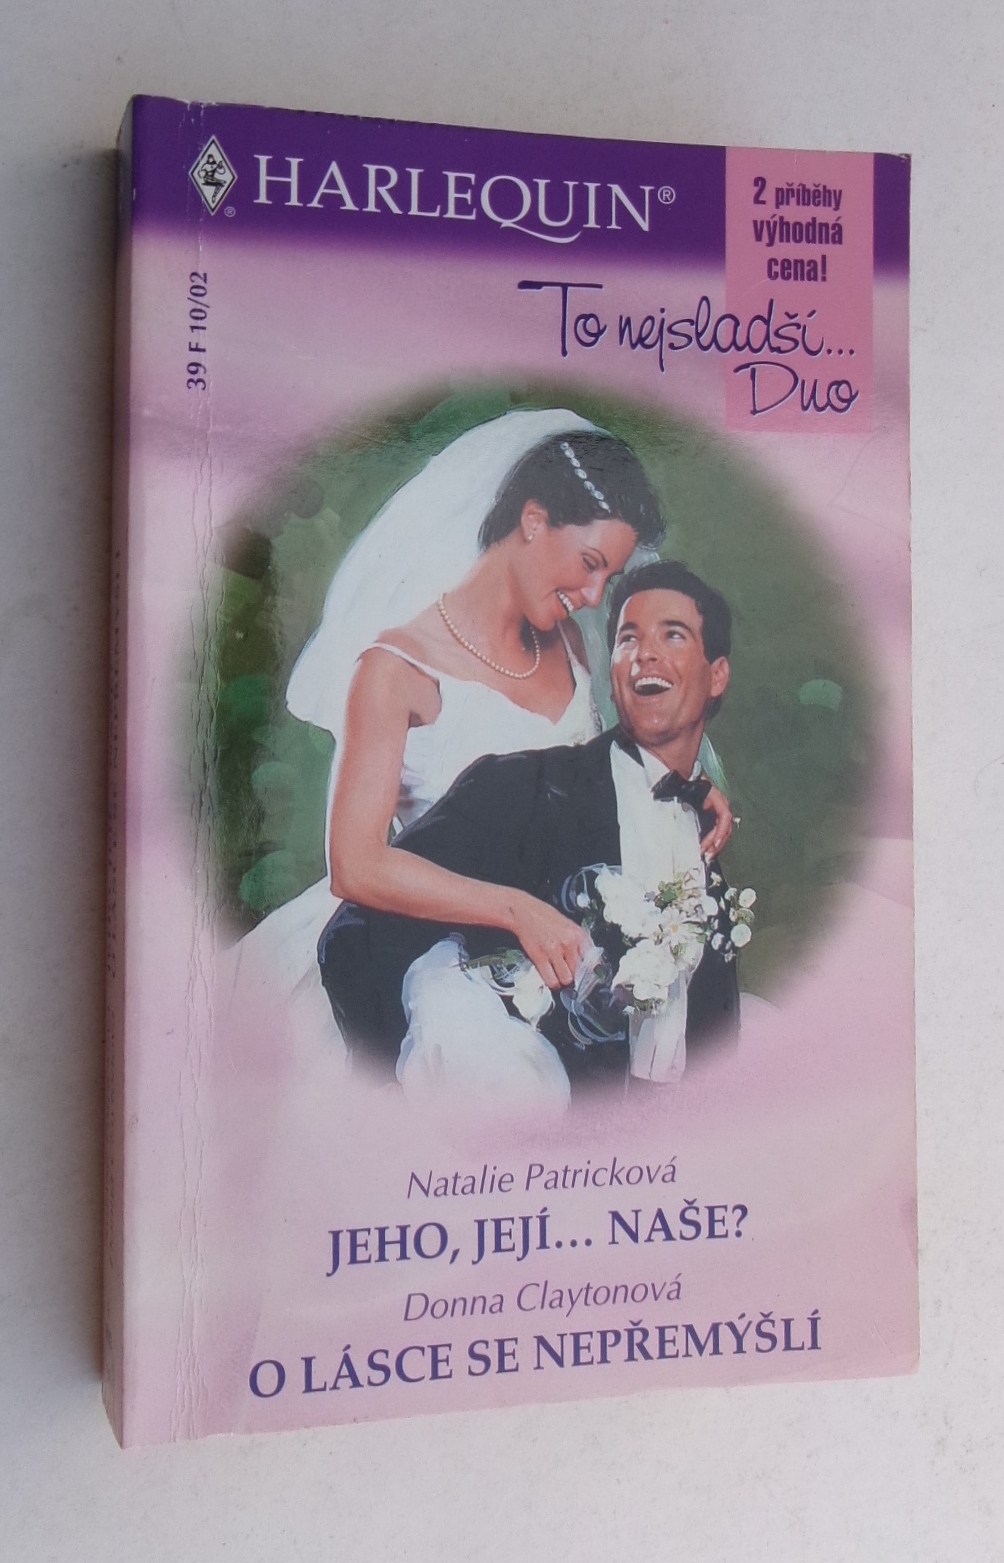 HARLEQUIN®
®
2 příběhy
výhodná
cena!
39 F 10/02
To nejsladší...
Duo
Natalie Patricková
JEHO, JEJÍ... NAŠE?
Donna Claytonová
O LÁSCE SE NEPŘEMÝŠLÍ